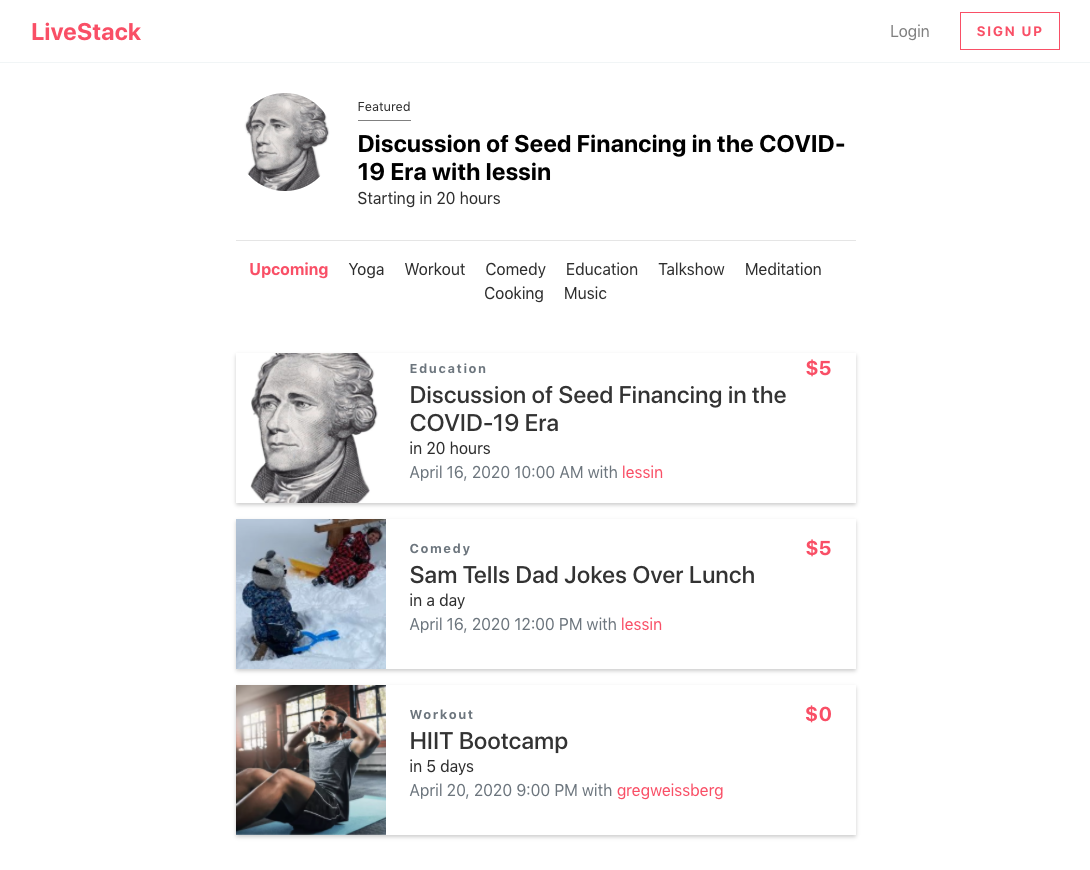 LiveStack
Login
SIGN UP
Featured
Discussion of Seed Financing in the COVID-
19 Era with lessin
Starting in 20 hours
Upcoming Yoga Workout Comedy Education Talkshow Meditation
Cooking Music
Education
$5
Discussion of Seed Financing in the
COVID-19 Era
in 20 hours
April 16, 2020 10:00 AM with lessin
Comedy
$5
Sam Tells Dad Jokes Over Lunch
in a day
April 16, 2020 12:00 PM with lessin
Workout
$0
HIIT Bootcamp
in 5 days
April 20, 2020 9:00 PM with gregweissberg